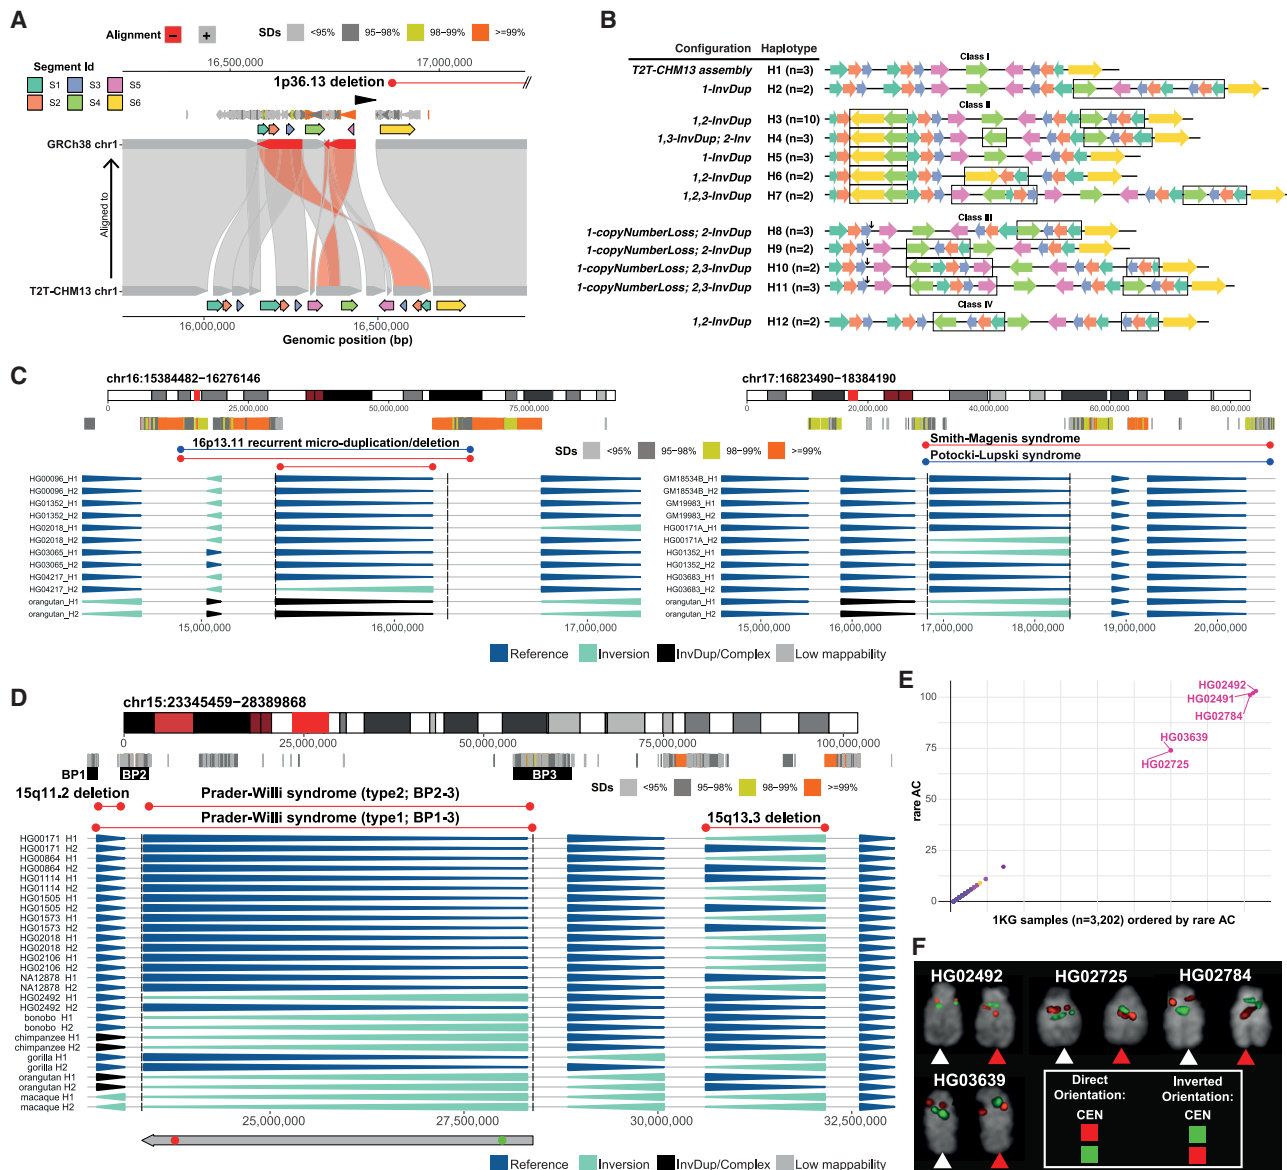 A
Alignment − +
SDs <95% 95−98% 98−99% >=99%
Segment Id
S1 S3 S5
S2 S4 S6
16,500,000 17,000,000
1p36.13 deletion
GRCh38 chr1
Aligned to
T2T-CHM13 chr1
16,000,000 16,500,000
Genomic position (bp)
B
Configuration Haplotype
Class I
T2T-CHM13 assembly H1 (n=3)
1-InvDup H2 (n=2)
Class II
1,2-InvDup H3 (n=10)
1,3-InvDup; 2-Inv H4 (n=3)
1-InvDup H5 (n=3)
1,2-InvDup H6 (n=2)
1,2,3-InvDup H7 (n=2)
Class III
1-copyNumberLoss; 2-InvDup H8 (n=3)
1-copyNumberLoss; 2-InvDup H9 (n=2)
1-copyNumberLoss; 2,3-InvDup H10 (n=2)
1-copyNumberLoss; 2,3-InvDup H11 (n=3)
Class IV
1,2-InvDup H12 (n=2)
C
chr16:15384482−16276146
0 25,000,000 50,000,000 75,000,000
16p13.11 recurrent micro-duplication/deletion
SDs <95% 95−98% 98−99% >=99%
HG00096_H1
HG00096_H2
HG01352_H1
HG01352_H2
HG02018_H1
HG02018_H2
HG03065_H1
HG03065_H2
HG04217_H1
HG04217_H2
orangutan_H1
orangutan_H2
15,000,000 16,000,000 17,000,000
chr17:16823490−18384190
0 20,000,000 40,000,000 60,000,000 80,000,000
Smith-Magenis syndrome
Potocki-Lupski syndrome
GM18534B_H1
GM18534B_H2
GM19983_H1
GM19983_H2
HG00171A_H1
HG00171A_H2
HG01352_H1
HG01352_H2
HG03683_H1
HG03683_H2
orangutan_H1
orangutan_H2
15,000,000 16,000,000 17,000,000 18,000,000 19,000,000 20,000,000
Reference Inversion InvDup/Complex Low mappability
D
chr15:23345459−28389868
0 25,000,000 50,000,000 75,000,000 100,000,000
BP1 BP2 BP3
SDs <95% 95−98% 98−99% >=99%
15q11.2 deletion
Prader-Willi syndrome (type2; BP2-3)
Prader-Willi syndrome (type1; BP1-3)
15q13.3 deletion
HG00171 H1
HG00171 H2
HG00864 H1
HG00864 H2
HG01114 H1
HG01114 H2
HG01505 H1
HG01505 H2
HG01573 H1
HG01573 H2
HG02018 H1
HG02018 H2
HG02106 H1
HG02106 H2
NA12878 H1
NA12878 H2
HG02492 H1
HG02492 H2
bonobo H1
bonobo H2
chimpanzee H1
chimpanzee H2
gorilla H1
gorilla H2
orangutan H1
orangutan H2
macaque H1
macaque H2
25,000,000 27,500,000 30,000,000 32,500,000
Reference Inversion InvDup/Complex Low mappability
E
rare AC
100
75
50
25
0
HG02492
HG02491
HG02784
HG03639
HG02725
1KG samples (n=3,202) ordered by rare AC
F
HG02492 HG02725 HG02784
HG03639
Direct Orientation: CEN
Inverted Orientation: CEN